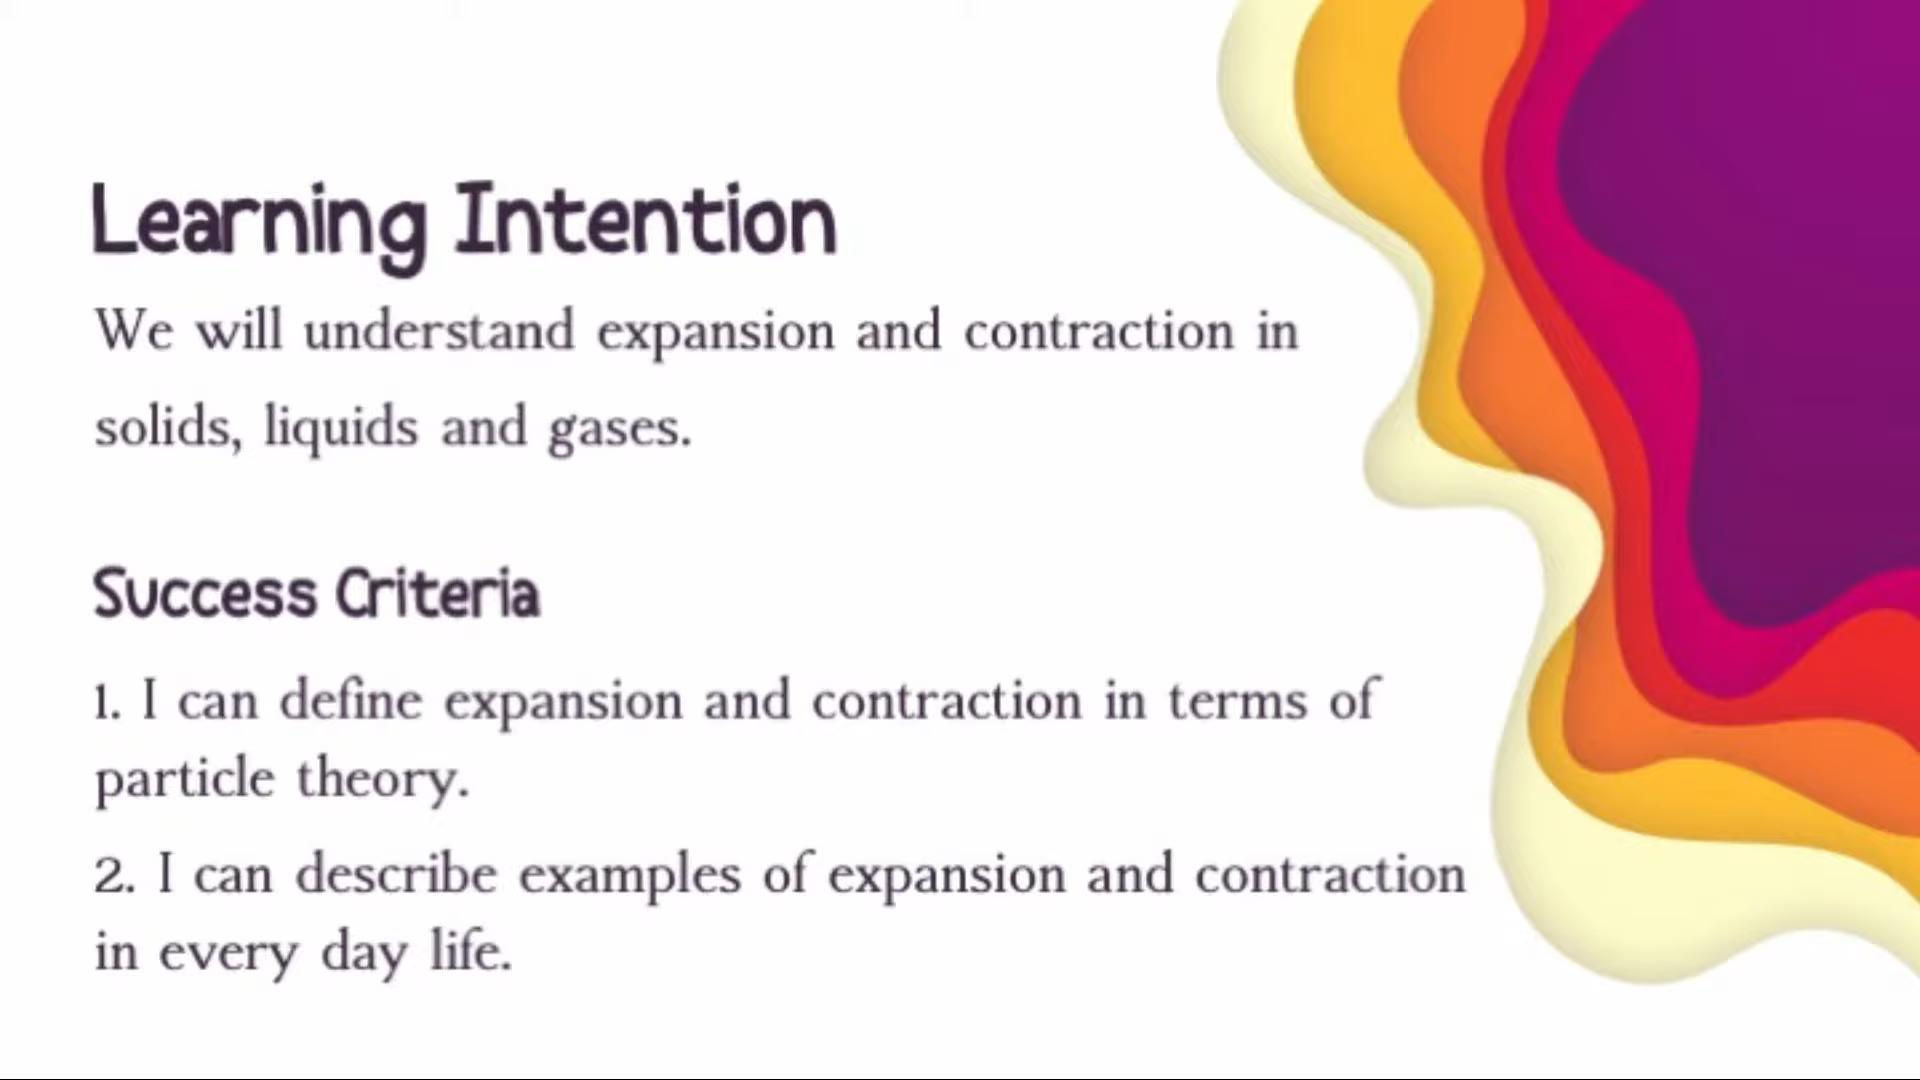 Learning Intention
We will understand expansion and contraction in
solids, liquids and gases.
Success Criteria
1. I can define expansion and contraction in terms of
particle theory.
2. I can describe examples of expansion and contraction
in every day life.